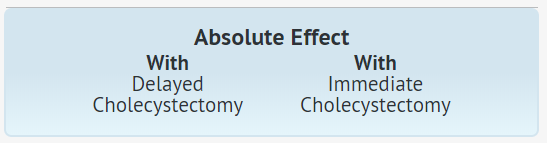 Absolute Effect
With With
Delayed Immediate
Cholecystectomy Cholecystectomy